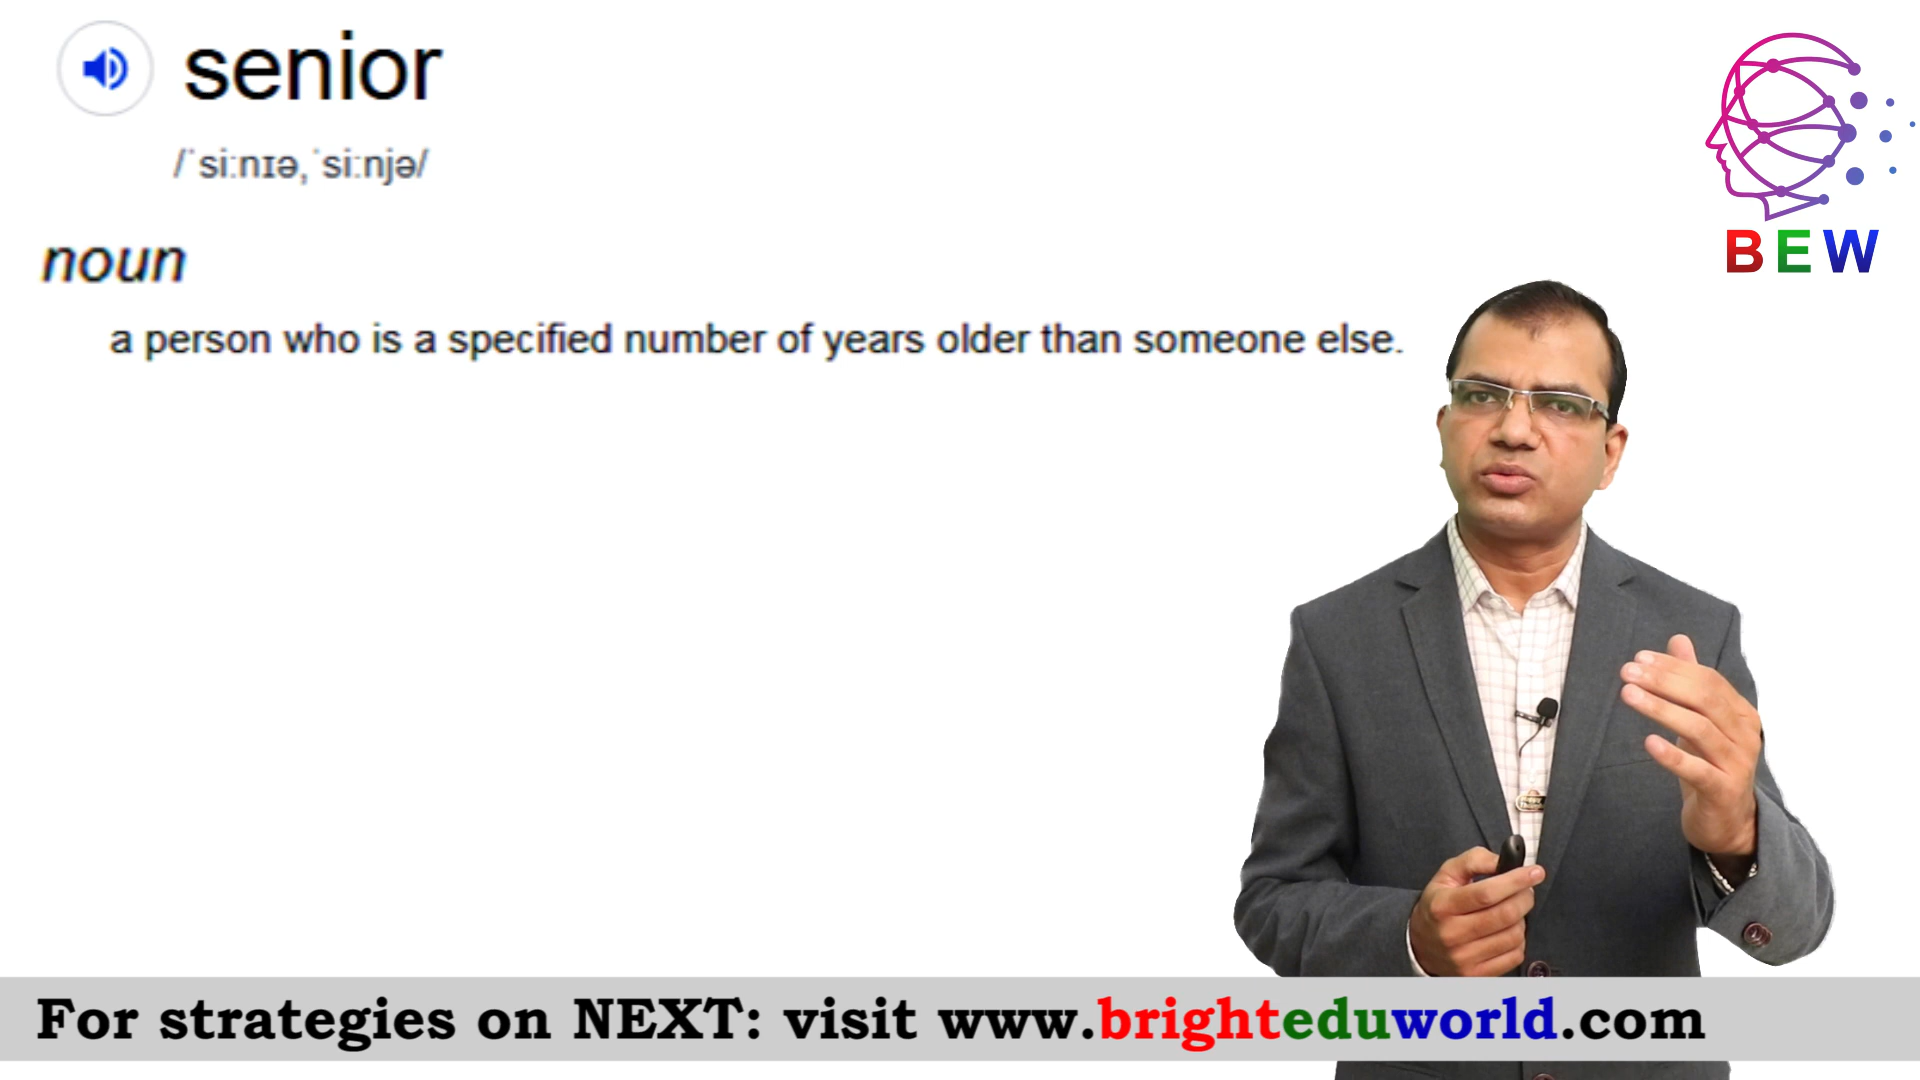 senior
/ˈsiːnɪə,ˈsiːnjə/
BEW
noun
a person who is a specified number of years older than someone else.
For strategies on NEXT: visit www.brighteduworld.com